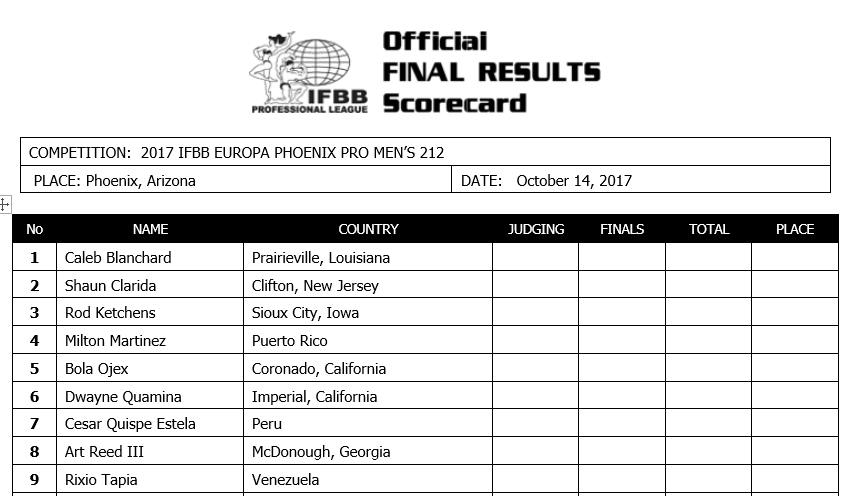 Official
FINAL RESULTS
Scorecard
IFBB
PROFESSIONAL LEAGUE
COMPETITION: 2017 IFBB EUROPA PHOENIX PRO MEN’S 212
PLACE: Phoenix, Arizona DATE: October 14, 2017
No NAME COUNTRY JUDGING FINALS TOTAL PLACE
1 Caleb Blanchard Prairieville, Louisiana
2 Shaun Clarida Clifton, New Jersey
3 Rod Ketchens Sioux City, Iowa
4 Milton Martinez Puerto Rico
5 Bola Ojex Coronado, California
6 Dwayne Quamina Imperial, California
7 Cesar Quispe Estela Peru
8 Art Reed III McDonough, Georgia
9 Rixio Tapia Venezuela